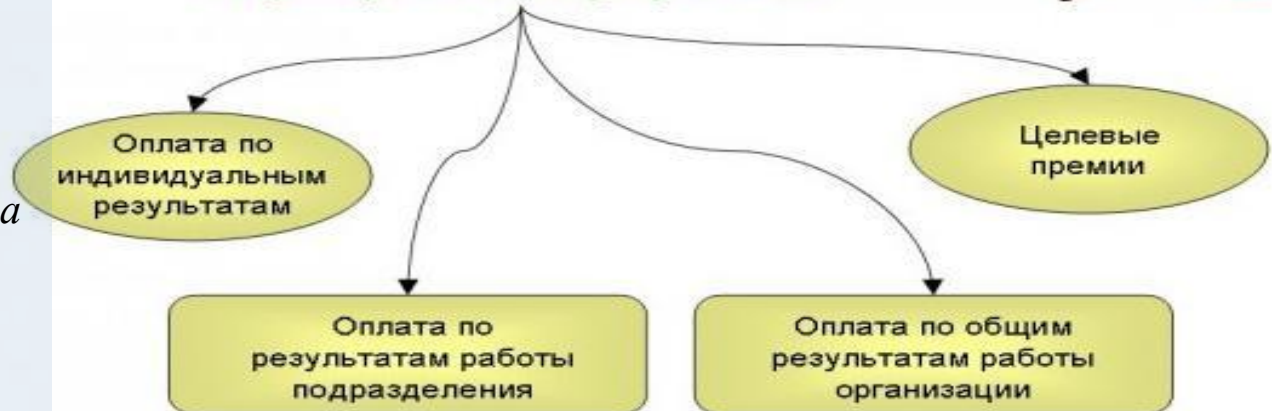 Оплата по
индивидуальным
результатам
Целевые
премии
а
Оплата по
результатам работы
подразделения
Оплата по общим
результатам работы
организации